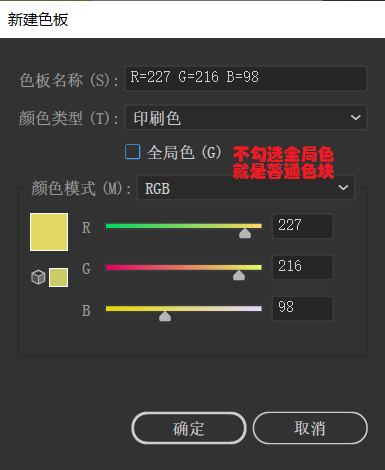 新建色板
色板名称 (S): R=227 G=216 B=98
颜色类型 (T): 印刷色
全局色 (G)
不勾选全局色
就是普通色块
颜色模式 (M): RGB
R 227
G 216
B 98
确定 取消